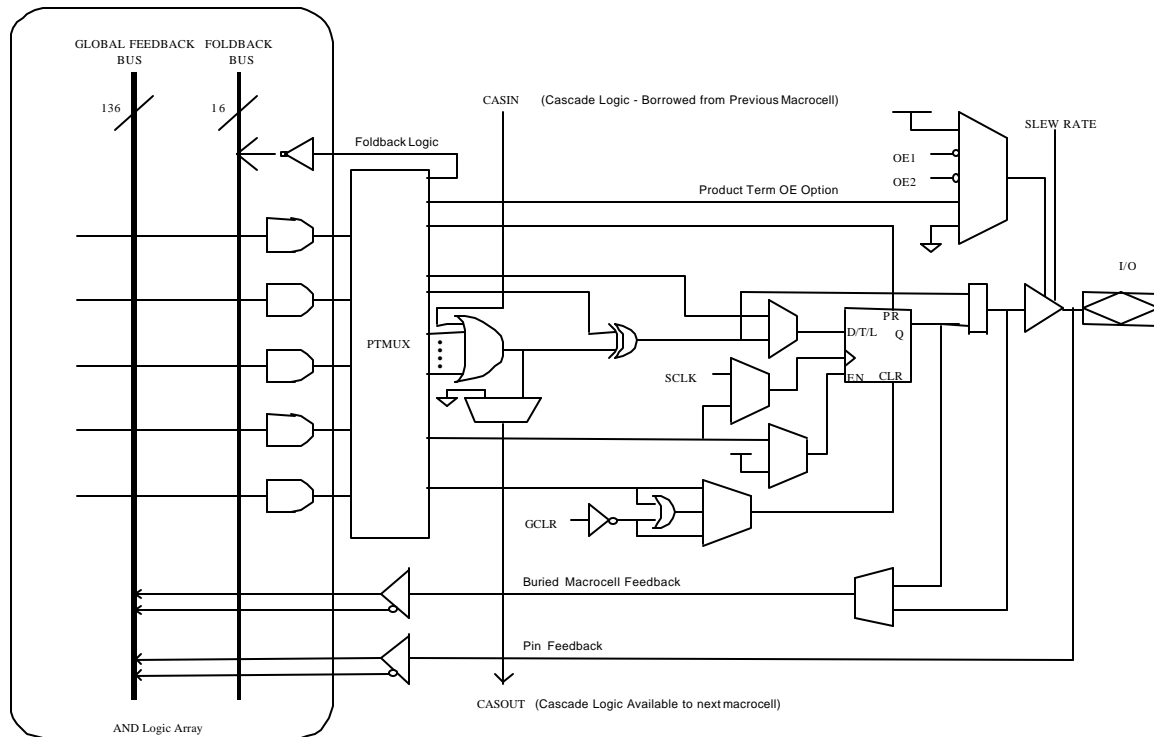 GLOBAL FEEDBACK
BUS
FOLDBACK
BUS
136
16
CASIN (Cascade Logic - Borrowed from Previous Macrocell)
SLEW RATE
Foldback Logic
OE1
OE2
Product Term OE Option
I/O
PTMUX
PR
D/T/L
Q
SCLK
EN
CLR
GCLR
Buried Macrocell Feedback
Pin Feedback
CASOUT (Cascade Logic Available to next macrocell)
AND Logic Array